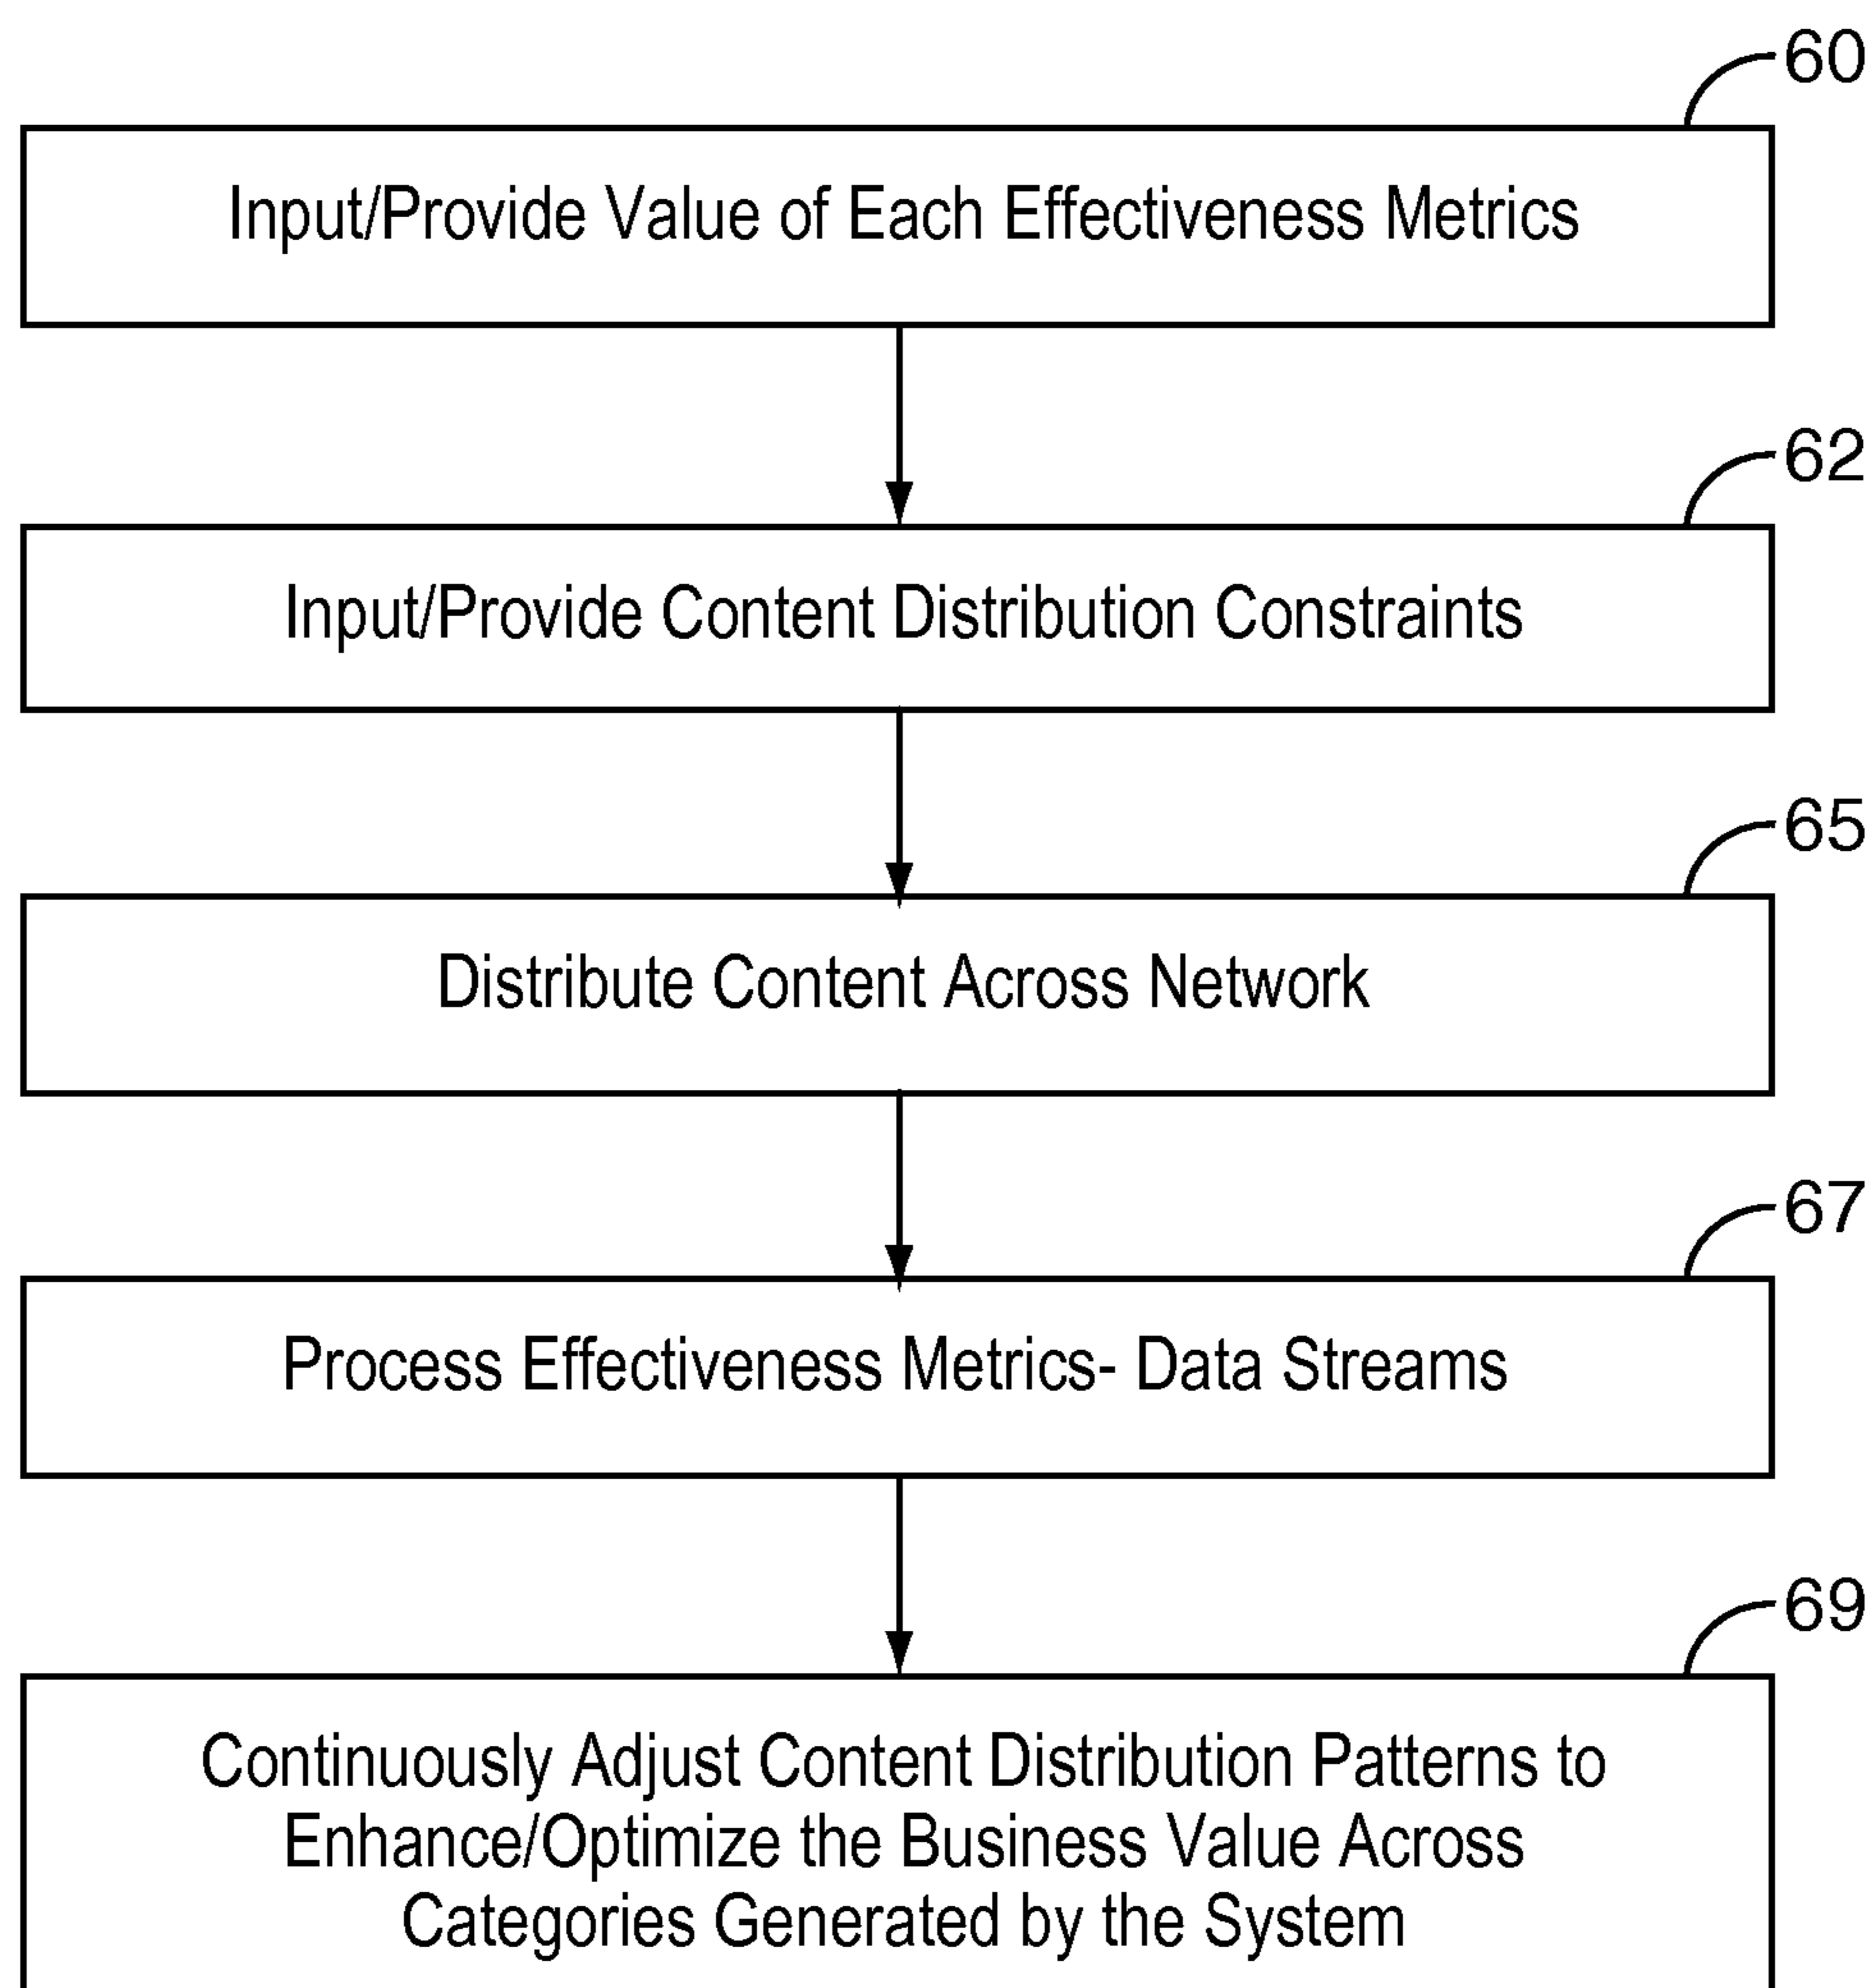 60
Input/Provide Value of Each Effectiveness Metrics
62
Input/Provide Content Distribution Constraints
65
Distribute Content Across Network
67
Process Effectiveness Metrics- Data Streams
69
Continuously Adjust Content Distribution Patterns to
Enhance/Optimize the Business Value Across
Categories Generated by the System